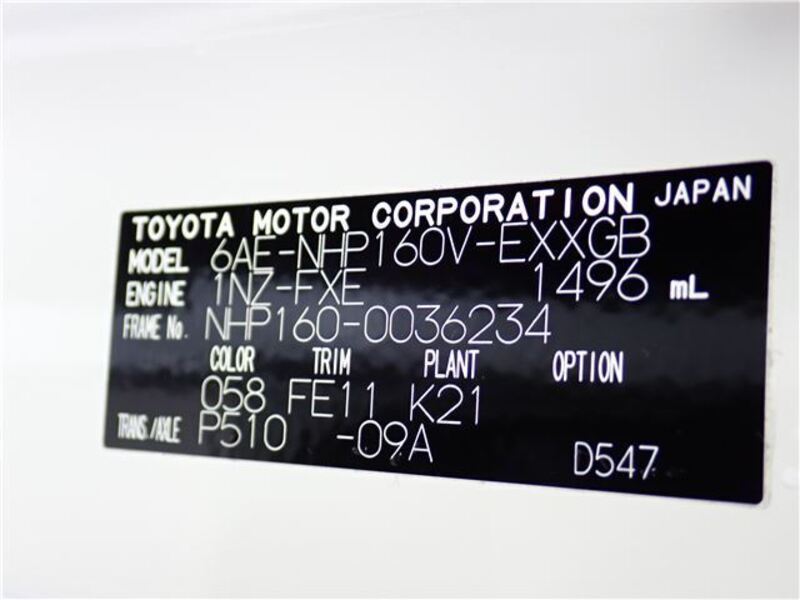 TOYOTA MOTOR CORPORATION JAPAN
MODEL 6AE-NHP160V-EXXGB
ENGINE 1NZ-FXE 1496 mL
FRAME No. NHP160-0036234
COLOR TRIM PLANT OPTION
058 FE11 K21
TRANS./AXLE P510 -09A D547